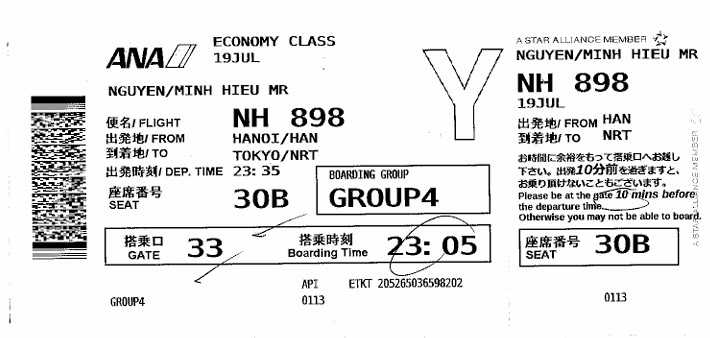 ANA
ECONOMY CLASS
19JUL
NGUYEN/MINH HIEU MR
便名/ FLIGHT NH 898
出発地/ FROM HANOI/HAN
到着地/ TO TOKYO/NRT
出発時刻/ DEP. TIME 23:35
座席番号 30B
SEAT
BOARDING GROUP
GROUP4
搭乗口 33
GATE
搭乗時刻 23:05
Boarding Time
API ETKT 205265036598202
GROUP4 0113
Y
A STAR ALLIANCE MEMBER
NGUYEN/MINH HIEU MR
NH 898
19JUL
出発地/ FROM HAN
到着地/ TO NRT
お時間に余裕をもって搭乗口へお越し
下さい。出発10分前を過ぎますと、
お乗り頂けないこともございます。
Please be at the gate 10 mins before
the departure time.
Otherwise you may not be able to board.
座席番号 30B
SEAT
0113
A STAR ALLIANCE MEMBER